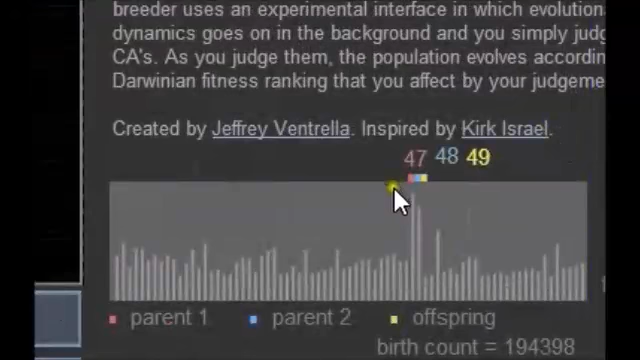 breeder uses an experimental interface in which evolution
dynamics goes on in the background and you simply judg
CA's. As you judge them, the population evolves accordin
Darwinian fitness ranking that you affect by your judgeme
Created by Jeffrey Ventrella. Inspired by Kirk Israel.
47 48 49
parent 1 parent 2 offspring
birth count = 194398